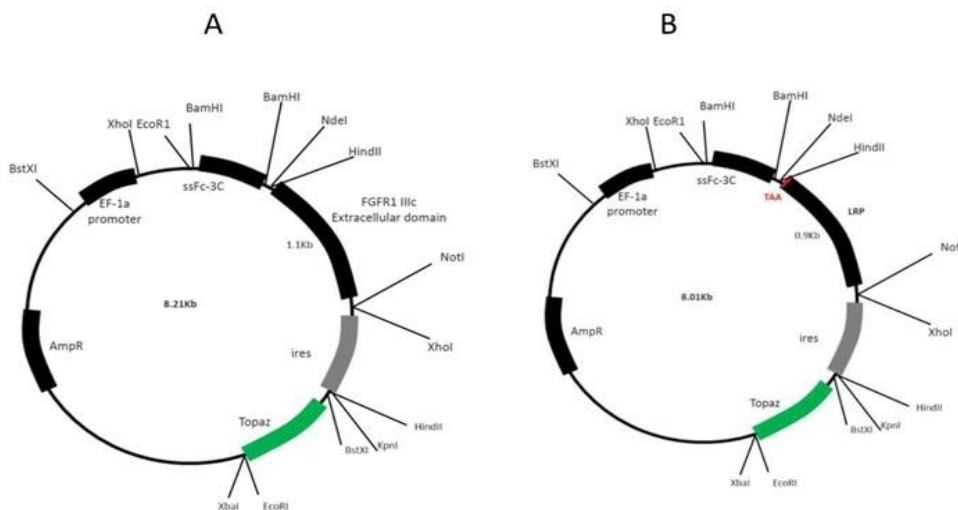 A
BamHI
BamHI
XhoI EcoR1
NdeI
HindII
BstXI
ssFc-3C
EF-1a
promoter
FGFR1 IIIc
Extracellular domain
1.1Kb
NotI
8.21Kb
AmpR
XhoI
ires
Topaz
HindII
BstXI
KpnI
XbaI
EcoRI
B
BamHI
BamHI
XhoI EcoR1
NdeI
HindII
BstXI
ssFc-3C
TAA
EF-1a
promoter
LRP
0.9Kb
Not
8.01Kb
AmpR
XhoI
ires
Topaz
HindII
BstXI
KpnI
XbaI
EcoRI